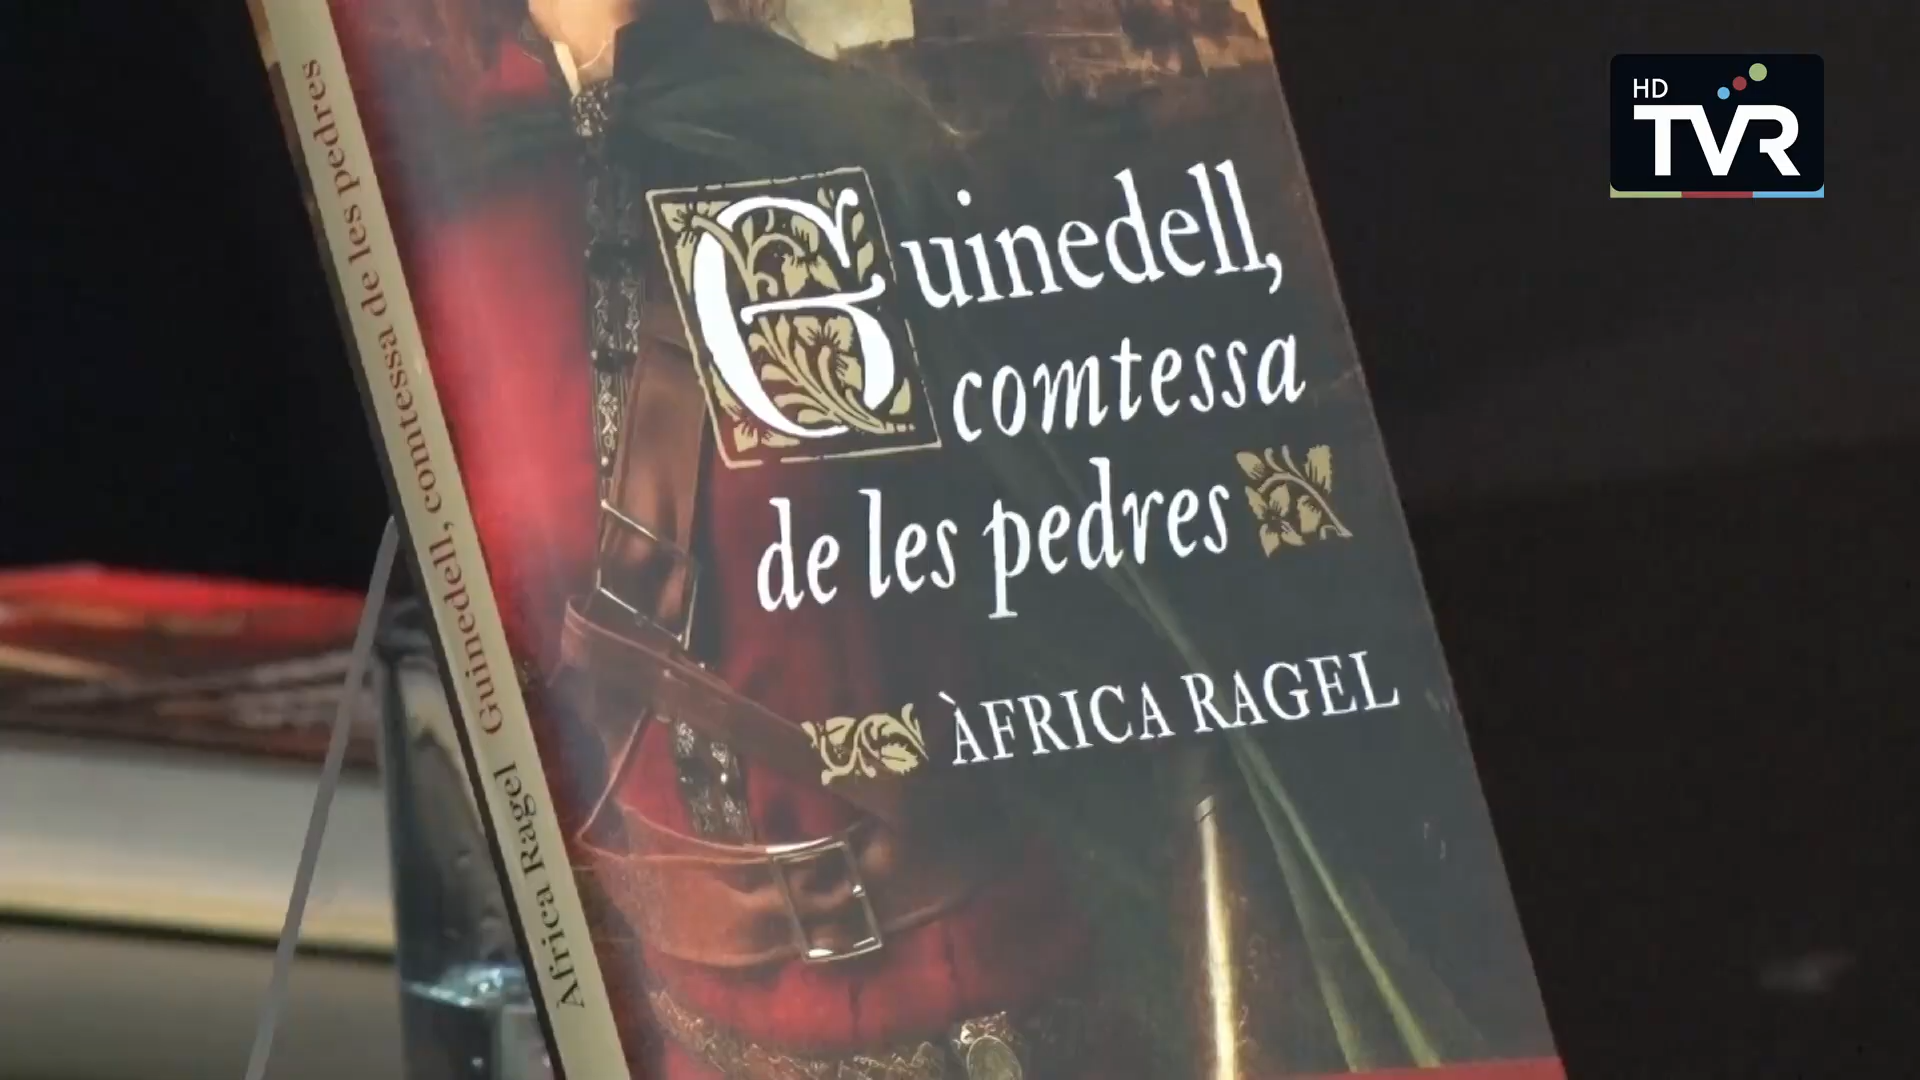 HD
TVR
Guinedell,
comtessa
de les pedres
ÀFRICA RAGEL
Àfrica Ragel Guinedell, comtessa de les pedres